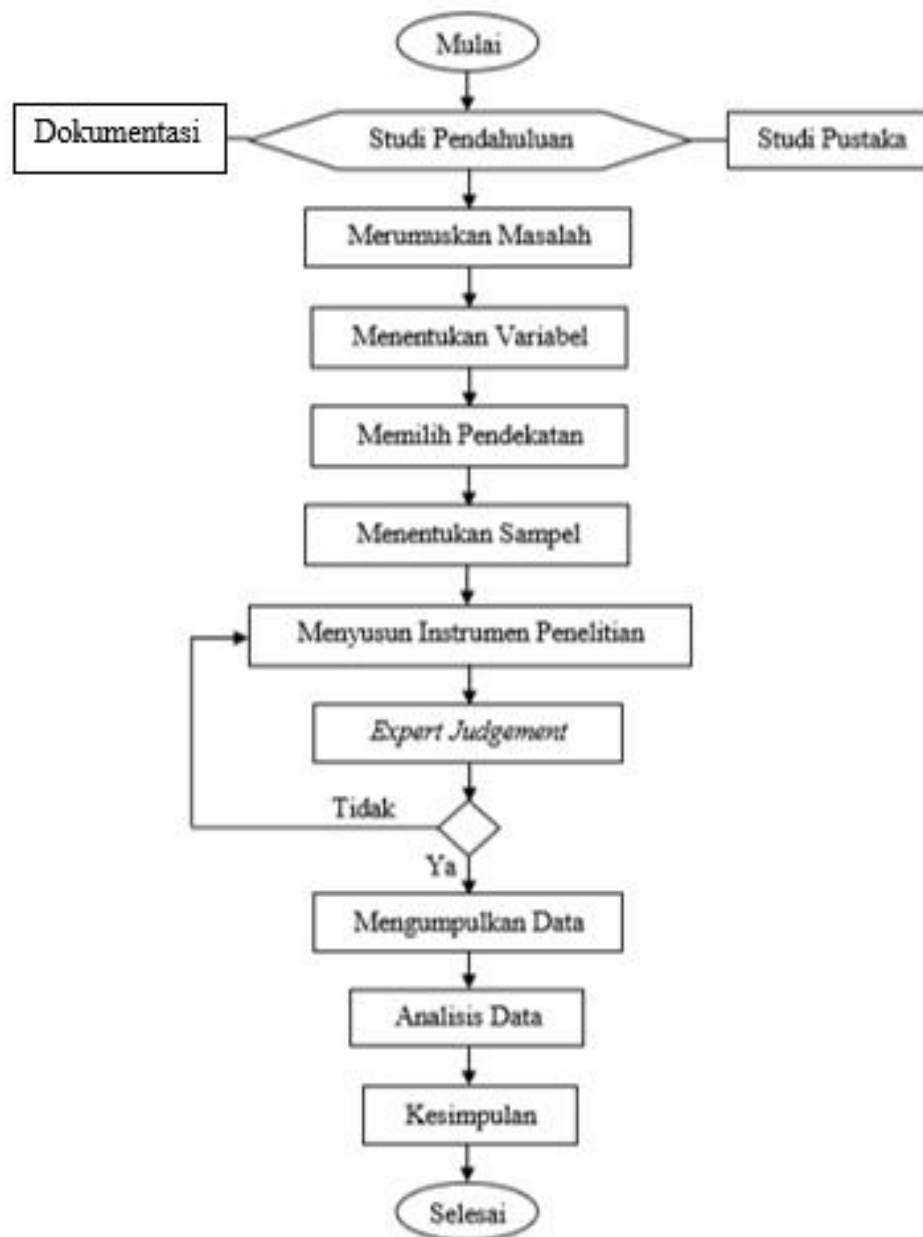 Mulai
Dokumentasi
Studi Pendahuluan
Studi Pustaka
Merumuskan Masalah
Menentukan Variabel
Memilih Pendekatan
Menentukan Sampel
Menyusun Instrumen Penelitian
Expert Judgement
Tidak
Ya
Mengumpulkan Data
Analisis Data
Kesimpulan
Selesai